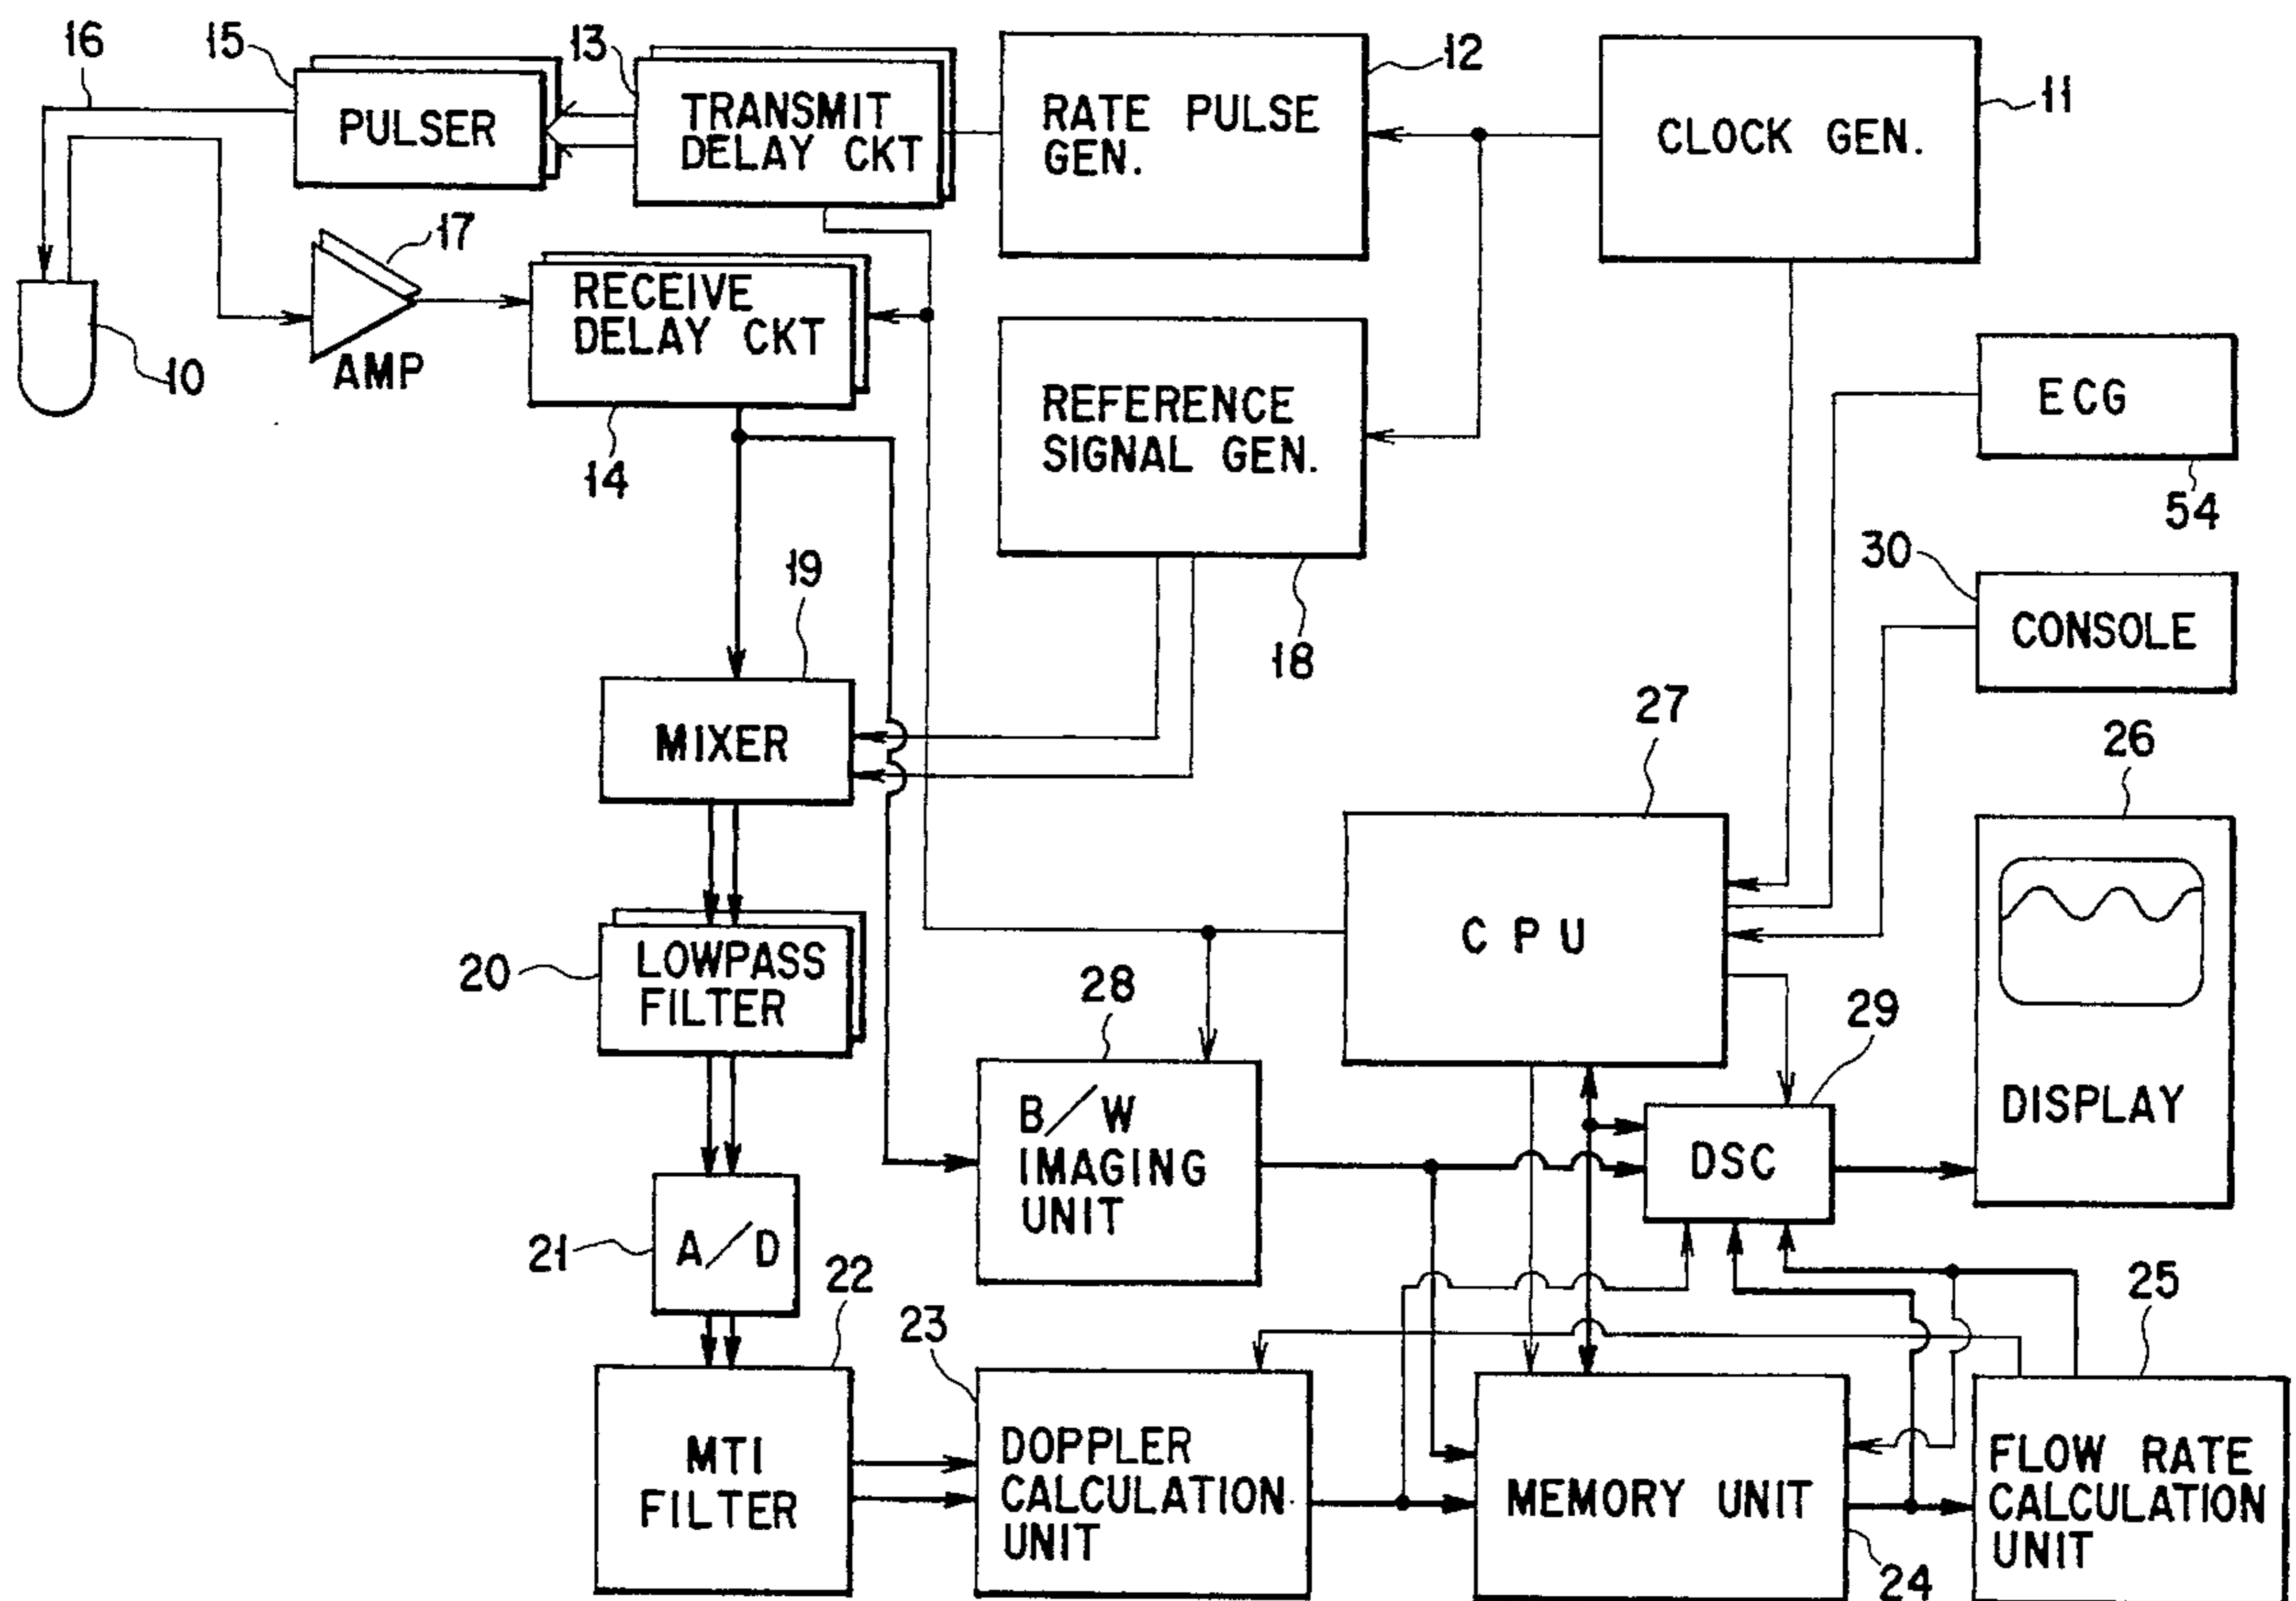 16
15
PULSER
13
TRANSMIT
DELAY CKT
RATE PULSE
GEN.
12
CLOCK GEN.
11
17
AMP
10
RECEIVE
DELAY CKT
14
REFERENCE
SIGNAL GEN.
18
ECG
54
30
CONSOLE
19
MIXER
27
CPU
26
DISPLAY
20
LOWPASS
FILTER
28
B/W
IMAGING
UNIT
29
DSC
21
A/D
22
MTI
FILTER
23
DOPPLER
CALCULATION
UNIT
MEMORY UNIT
24
25
FLOW RATE
CALCULATION
UNIT